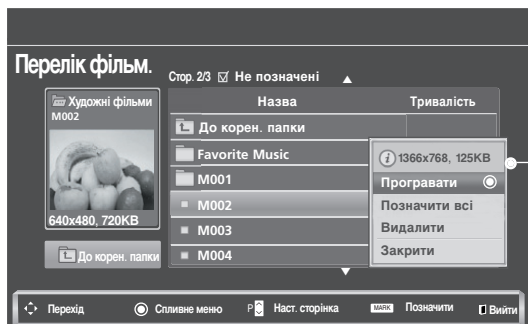 Перелік фільм.
Стор. 2/3 ☑ Не позначені
Художні фільми
M002
640x480, 720KB
До корен. папки
Назва
Тривалість
До корен. папки
Favorite Music
M001
M002
M003
M004
1366x768, 125KB
Програвати
Позначити всі
Видалити
Закрити
Перехід
Спливне меню
P Наст. сторінка
MARK Позначити
Вийти